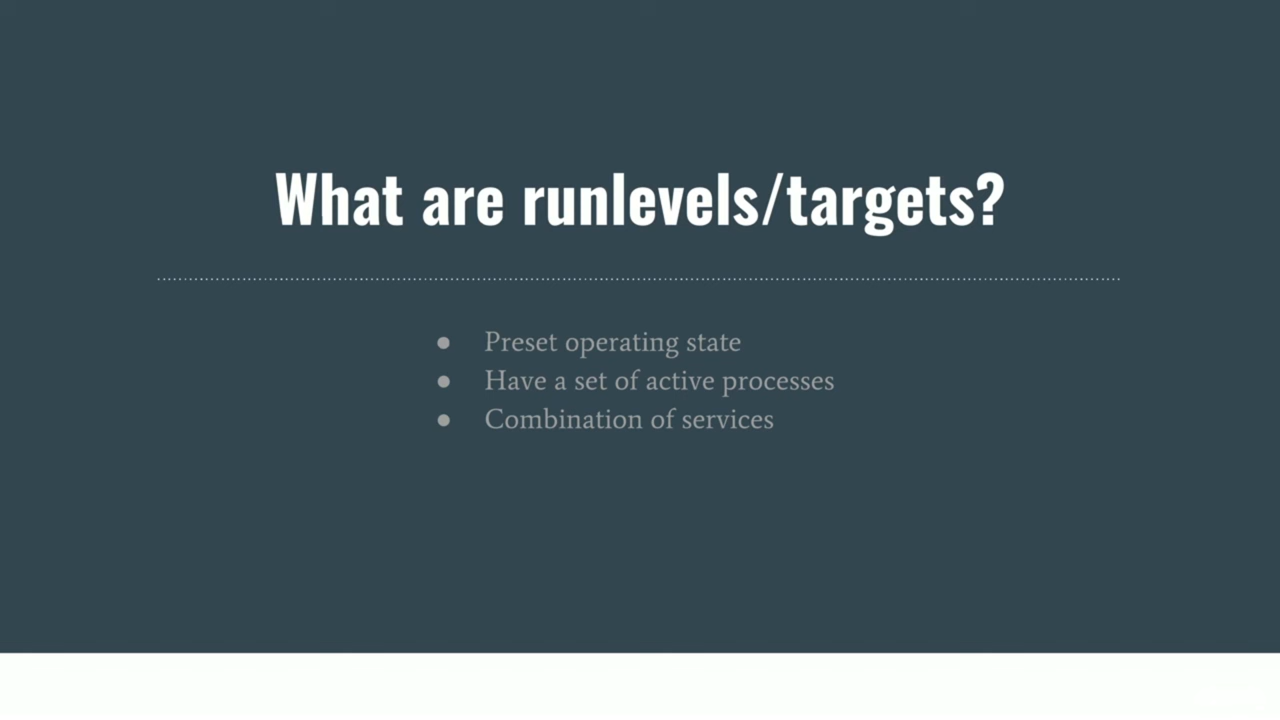 What are runlevels/targets?
● Preset operating state
● Have a set of active processes
● Combination of services